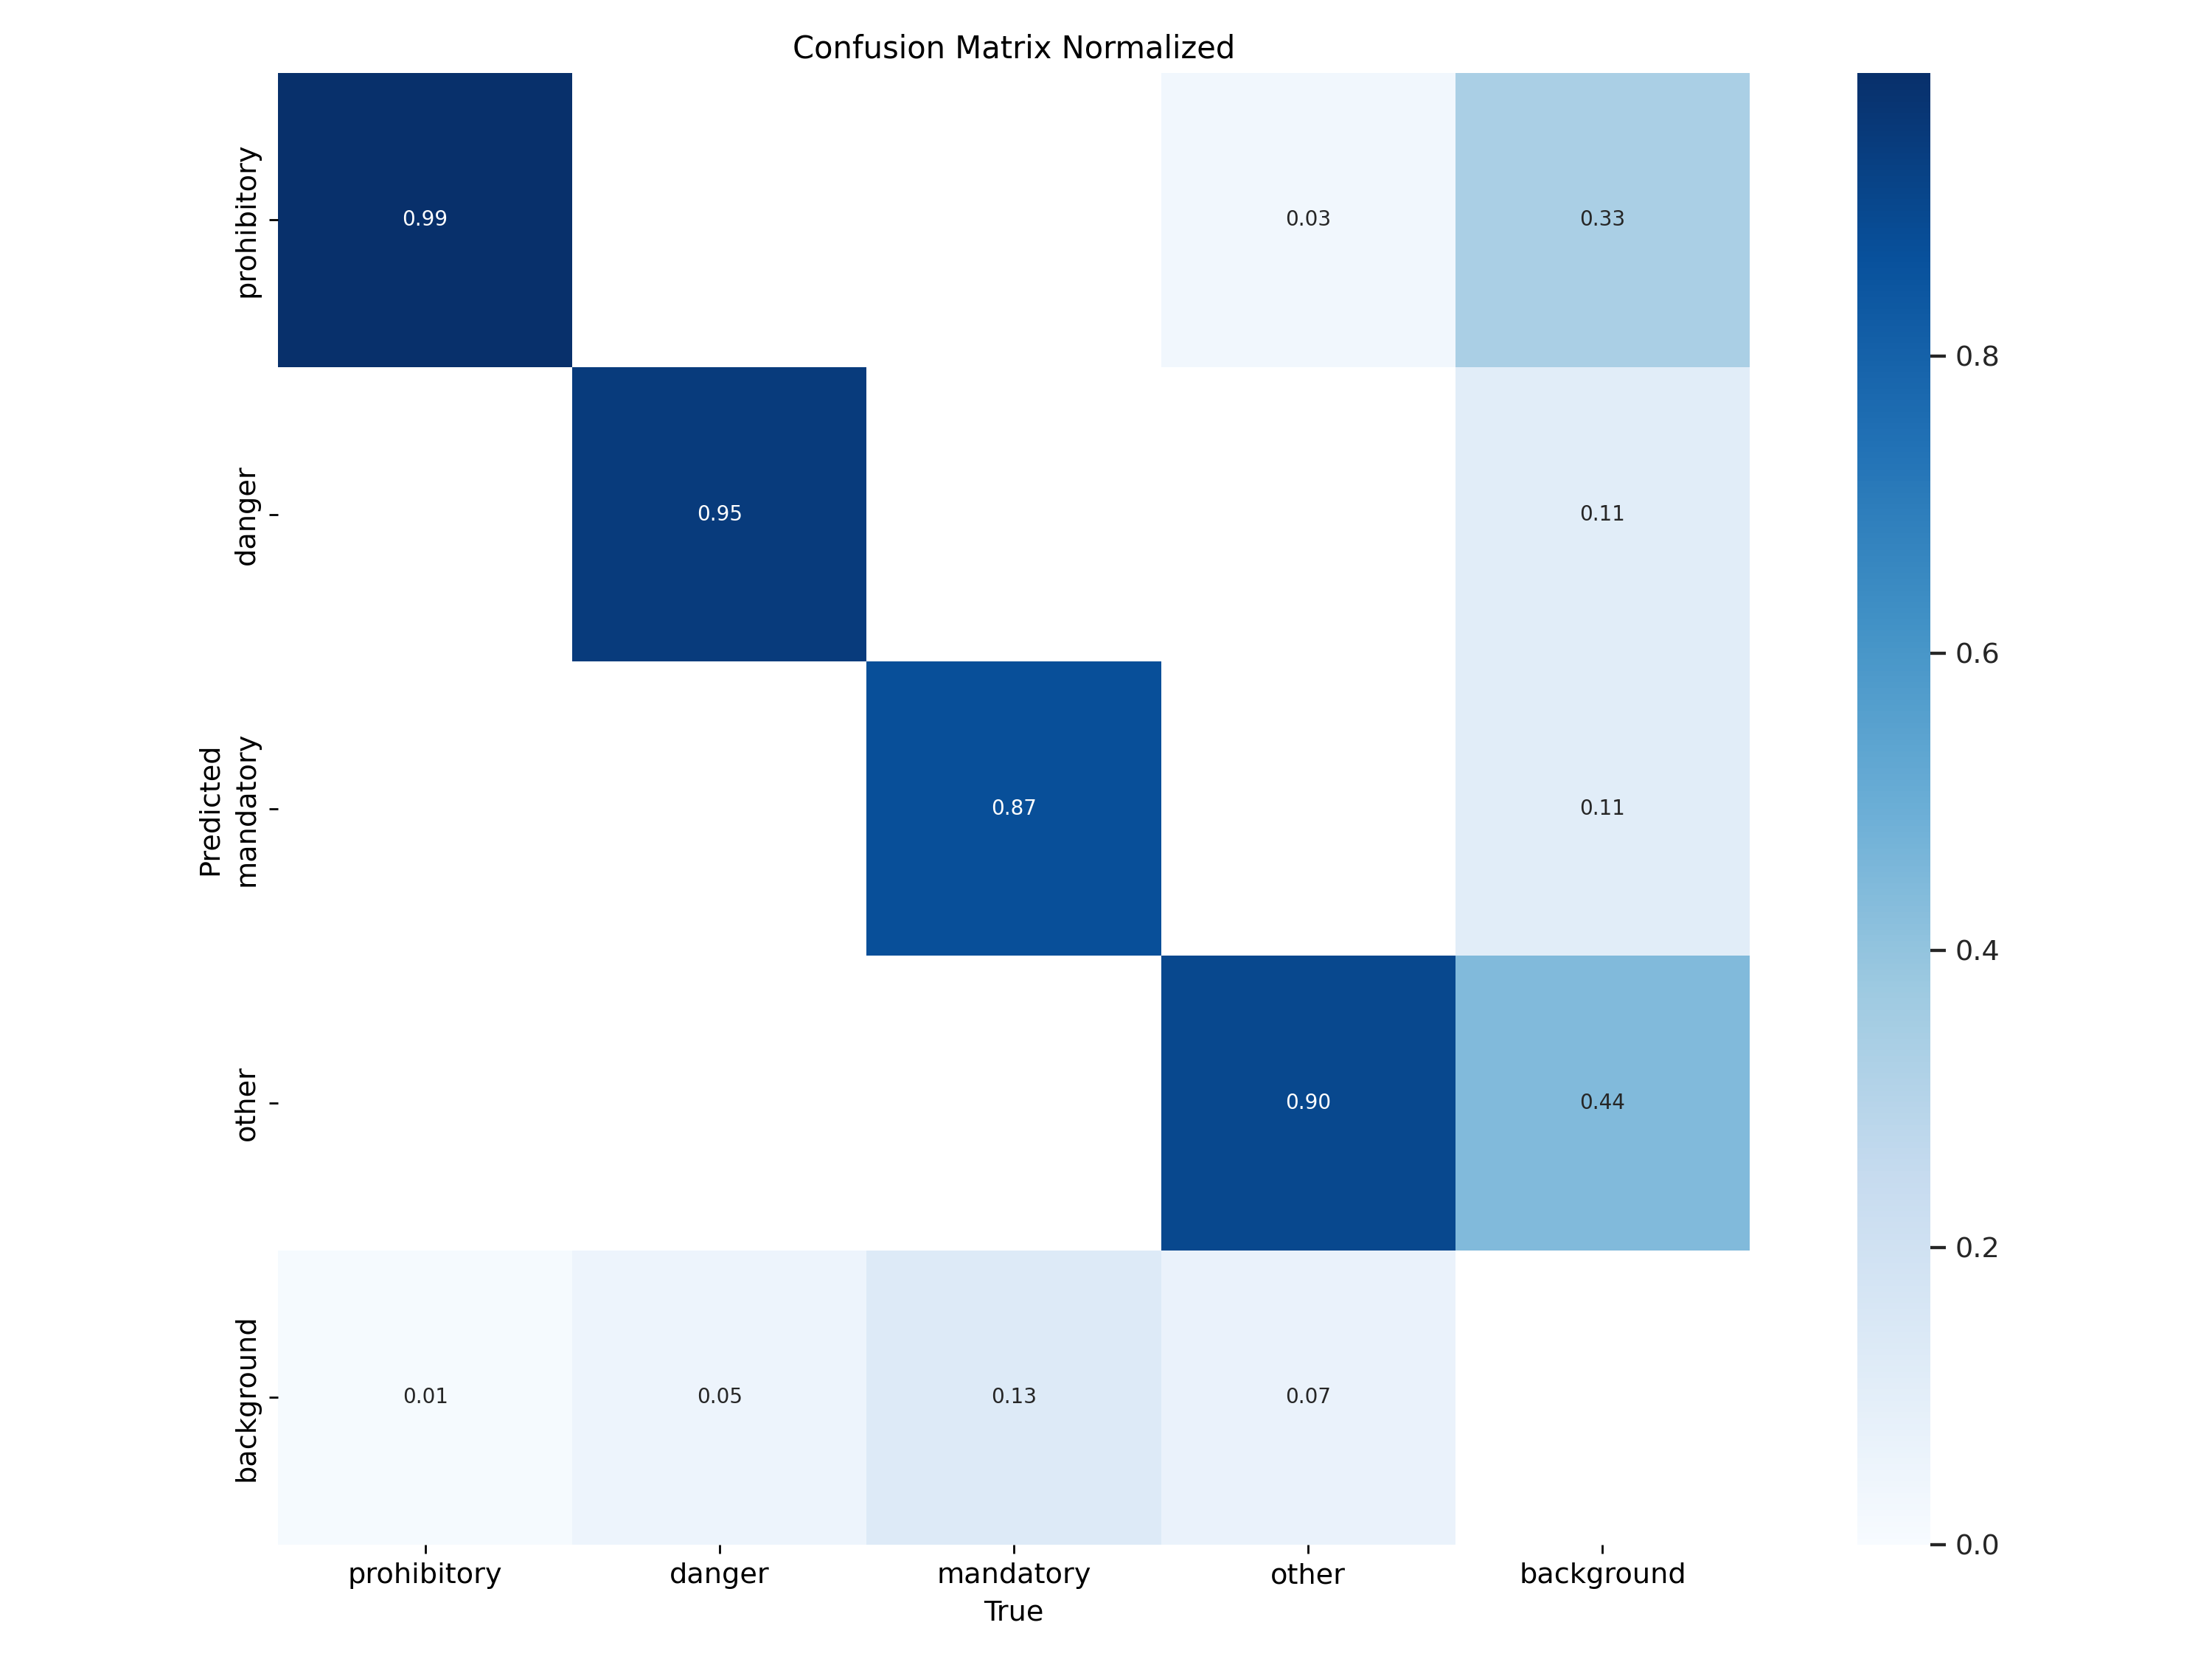 Confusion Matrix Normalized
prohibitory
0.99
0.03
0.33
danger
0.95
0.11
Predicted
mandatory
0.87
0.11
other
0.90
0.44
background
0.01
0.05
0.13
0.07
prohibitory
danger
mandatory
other
background
True
0.8
0.6
0.4
0.2
0.0